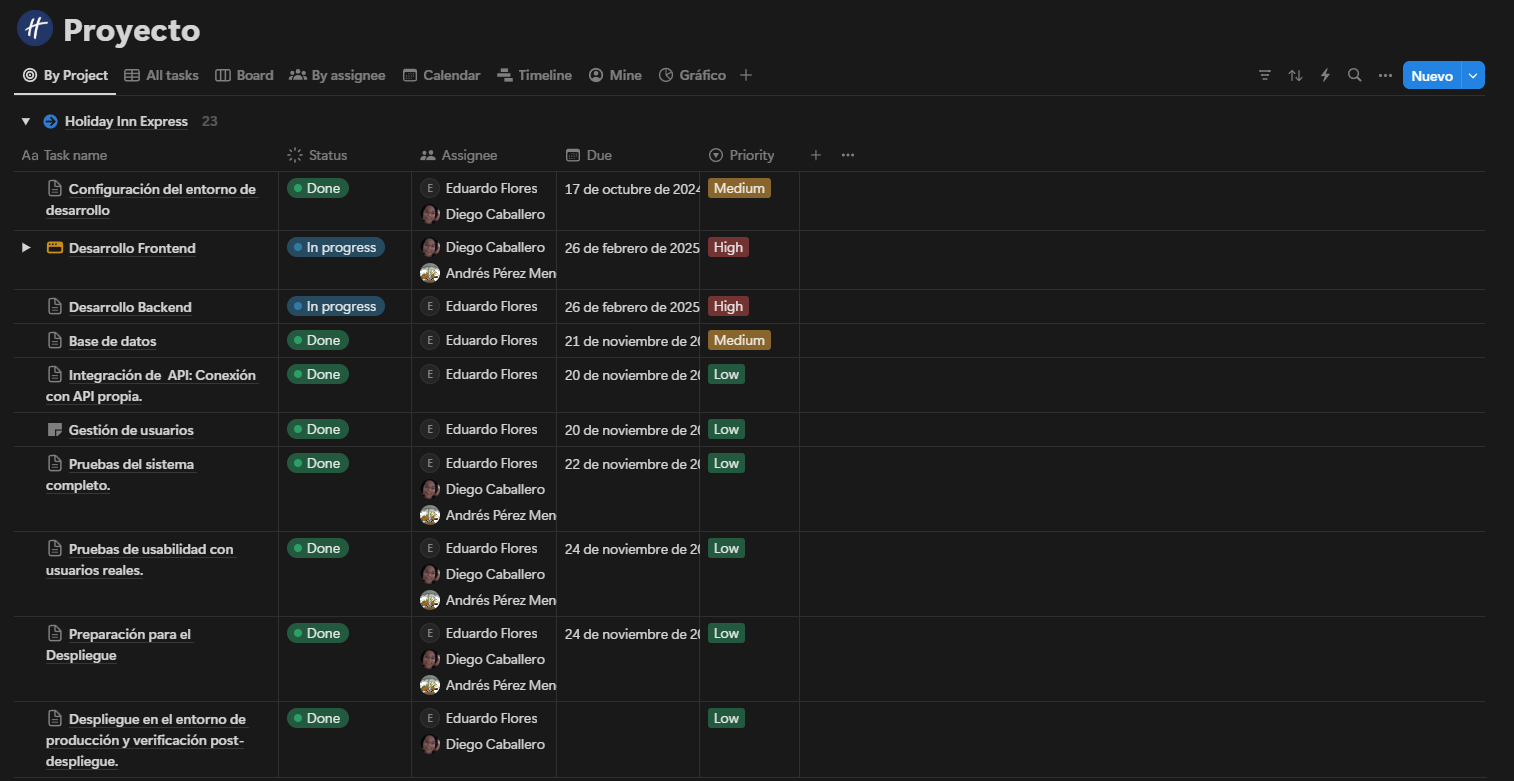 Proyecto
By Project All tasks Board By assignee Calendar Timeline Mine Gráfico Nuevo
Holiday Inn Express 23
Aa Task name Status Assignee Due Priority
Configuración del entorno de Done E Eduardo Flores 17 de octubre de 2024 Medium
desarrollo Diego Caballero
Desarrollo Frontend In progress Diego Caballero 26 de febrero de 2025 High
Andrés Pérez Men
Desarrollo Backend In progress E Eduardo Flores 26 de febrero de 2025 High
Base de datos Done E Eduardo Flores 21 de noviembre de 20 Medium
Integración de API: Conexión Done E Eduardo Flores 20 de noviembre de 20 Low
con API propia.
Gestión de usuarios Done E Eduardo Flores 20 de noviembre de 20 Low
Pruebas del sistema Done E Eduardo Flores 22 de noviembre de 20 Low
completo. Diego Caballero
Andrés Pérez Men
Pruebas de usabilidad con Done E Eduardo Flores 24 de noviembre de 20 Low
usuarios reales. Diego Caballero
Andrés Pérez Men
Preparación para el Done E Eduardo Flores 24 de noviembre de 20 Low
Despliegue Diego Caballero
Andrés Pérez Men
Despliegue en el entorno de Done E Eduardo Flores Low
producción y verificación post- Diego Caballero
despliegue.